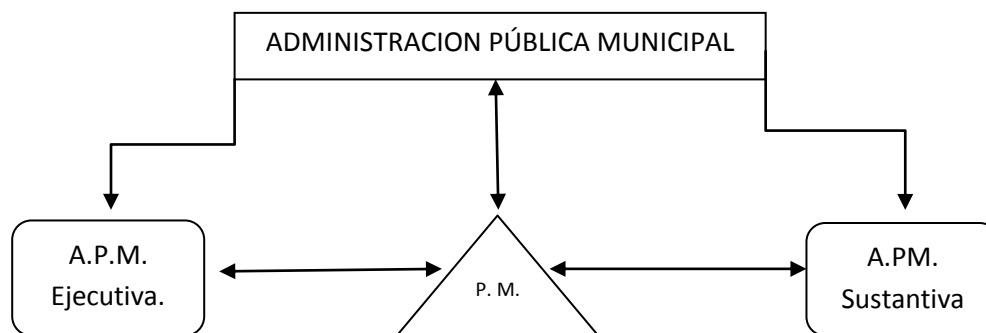 ADMINISTRACION PÚBLICA MUNICIPAL
A.P.M.
Ejecutiva.
P. M.
A.PM.
Sustantiva